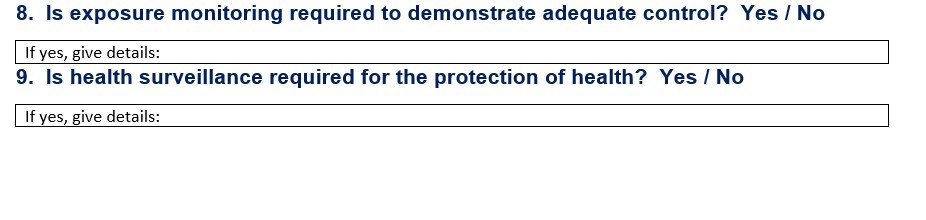 8. Is exposure monitoring required to demonstrate adequate control? Yes / No
If yes, give details:
9. Is health surveillance required for the protection of health? Yes / No
If yes, give details: